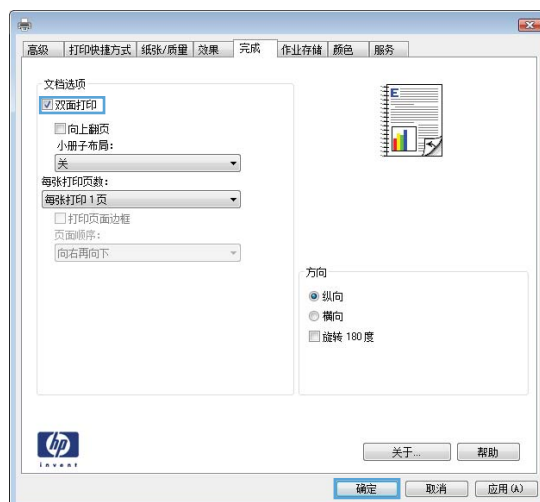 高级 打印快捷方式 纸张/质量 效果 完成 作业存储 颜色 服务
文档选项
双面打印
向上翻页
小册子布局:
关
每张打印页数:
每张打印 1 页
打印页面边框
页面顺序:
向右再向下
E
方向
纵向
横向
旋转 180 度
hp
invent
关于... 帮助
确定 取消 应用(A)